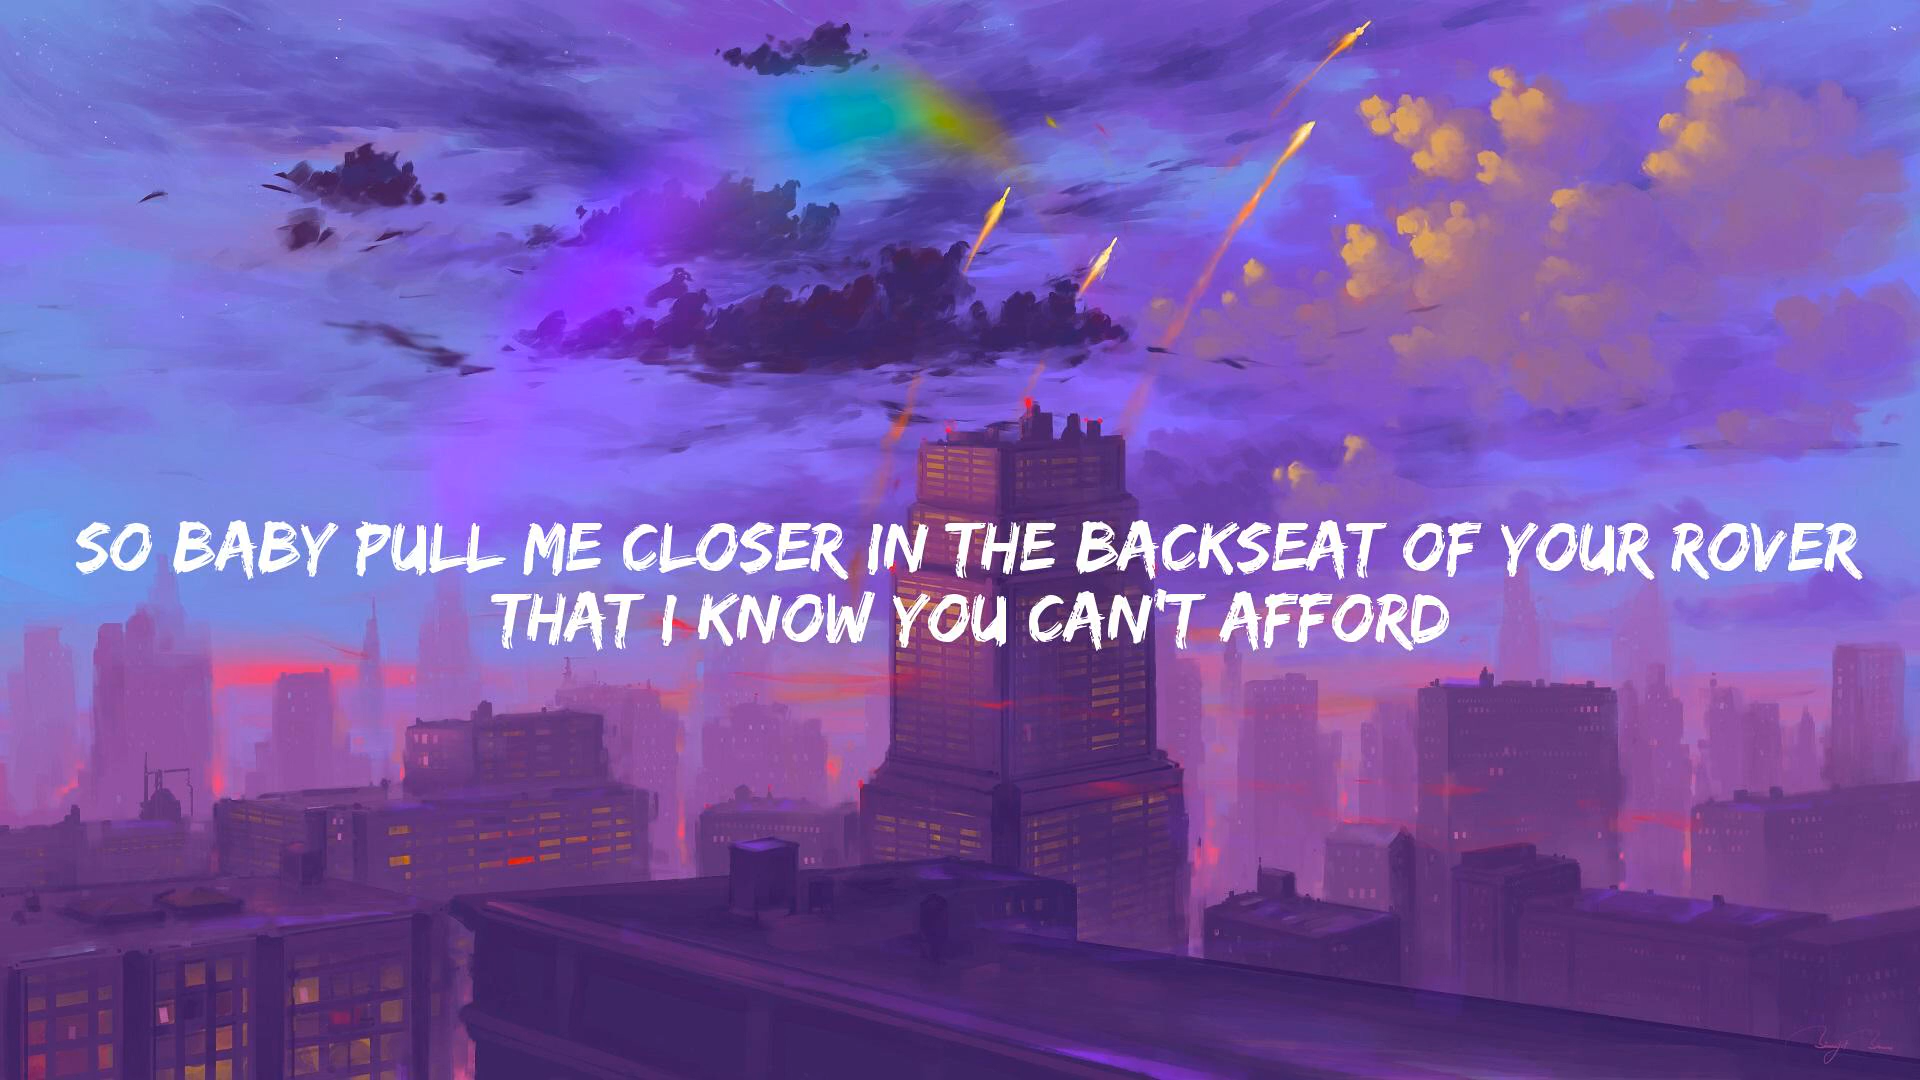 SO BABY PULL ME CLOSER IN THE BACKSEAT OF YOUR ROVER
THAT I KNOW YOU CAN'T AFFORD